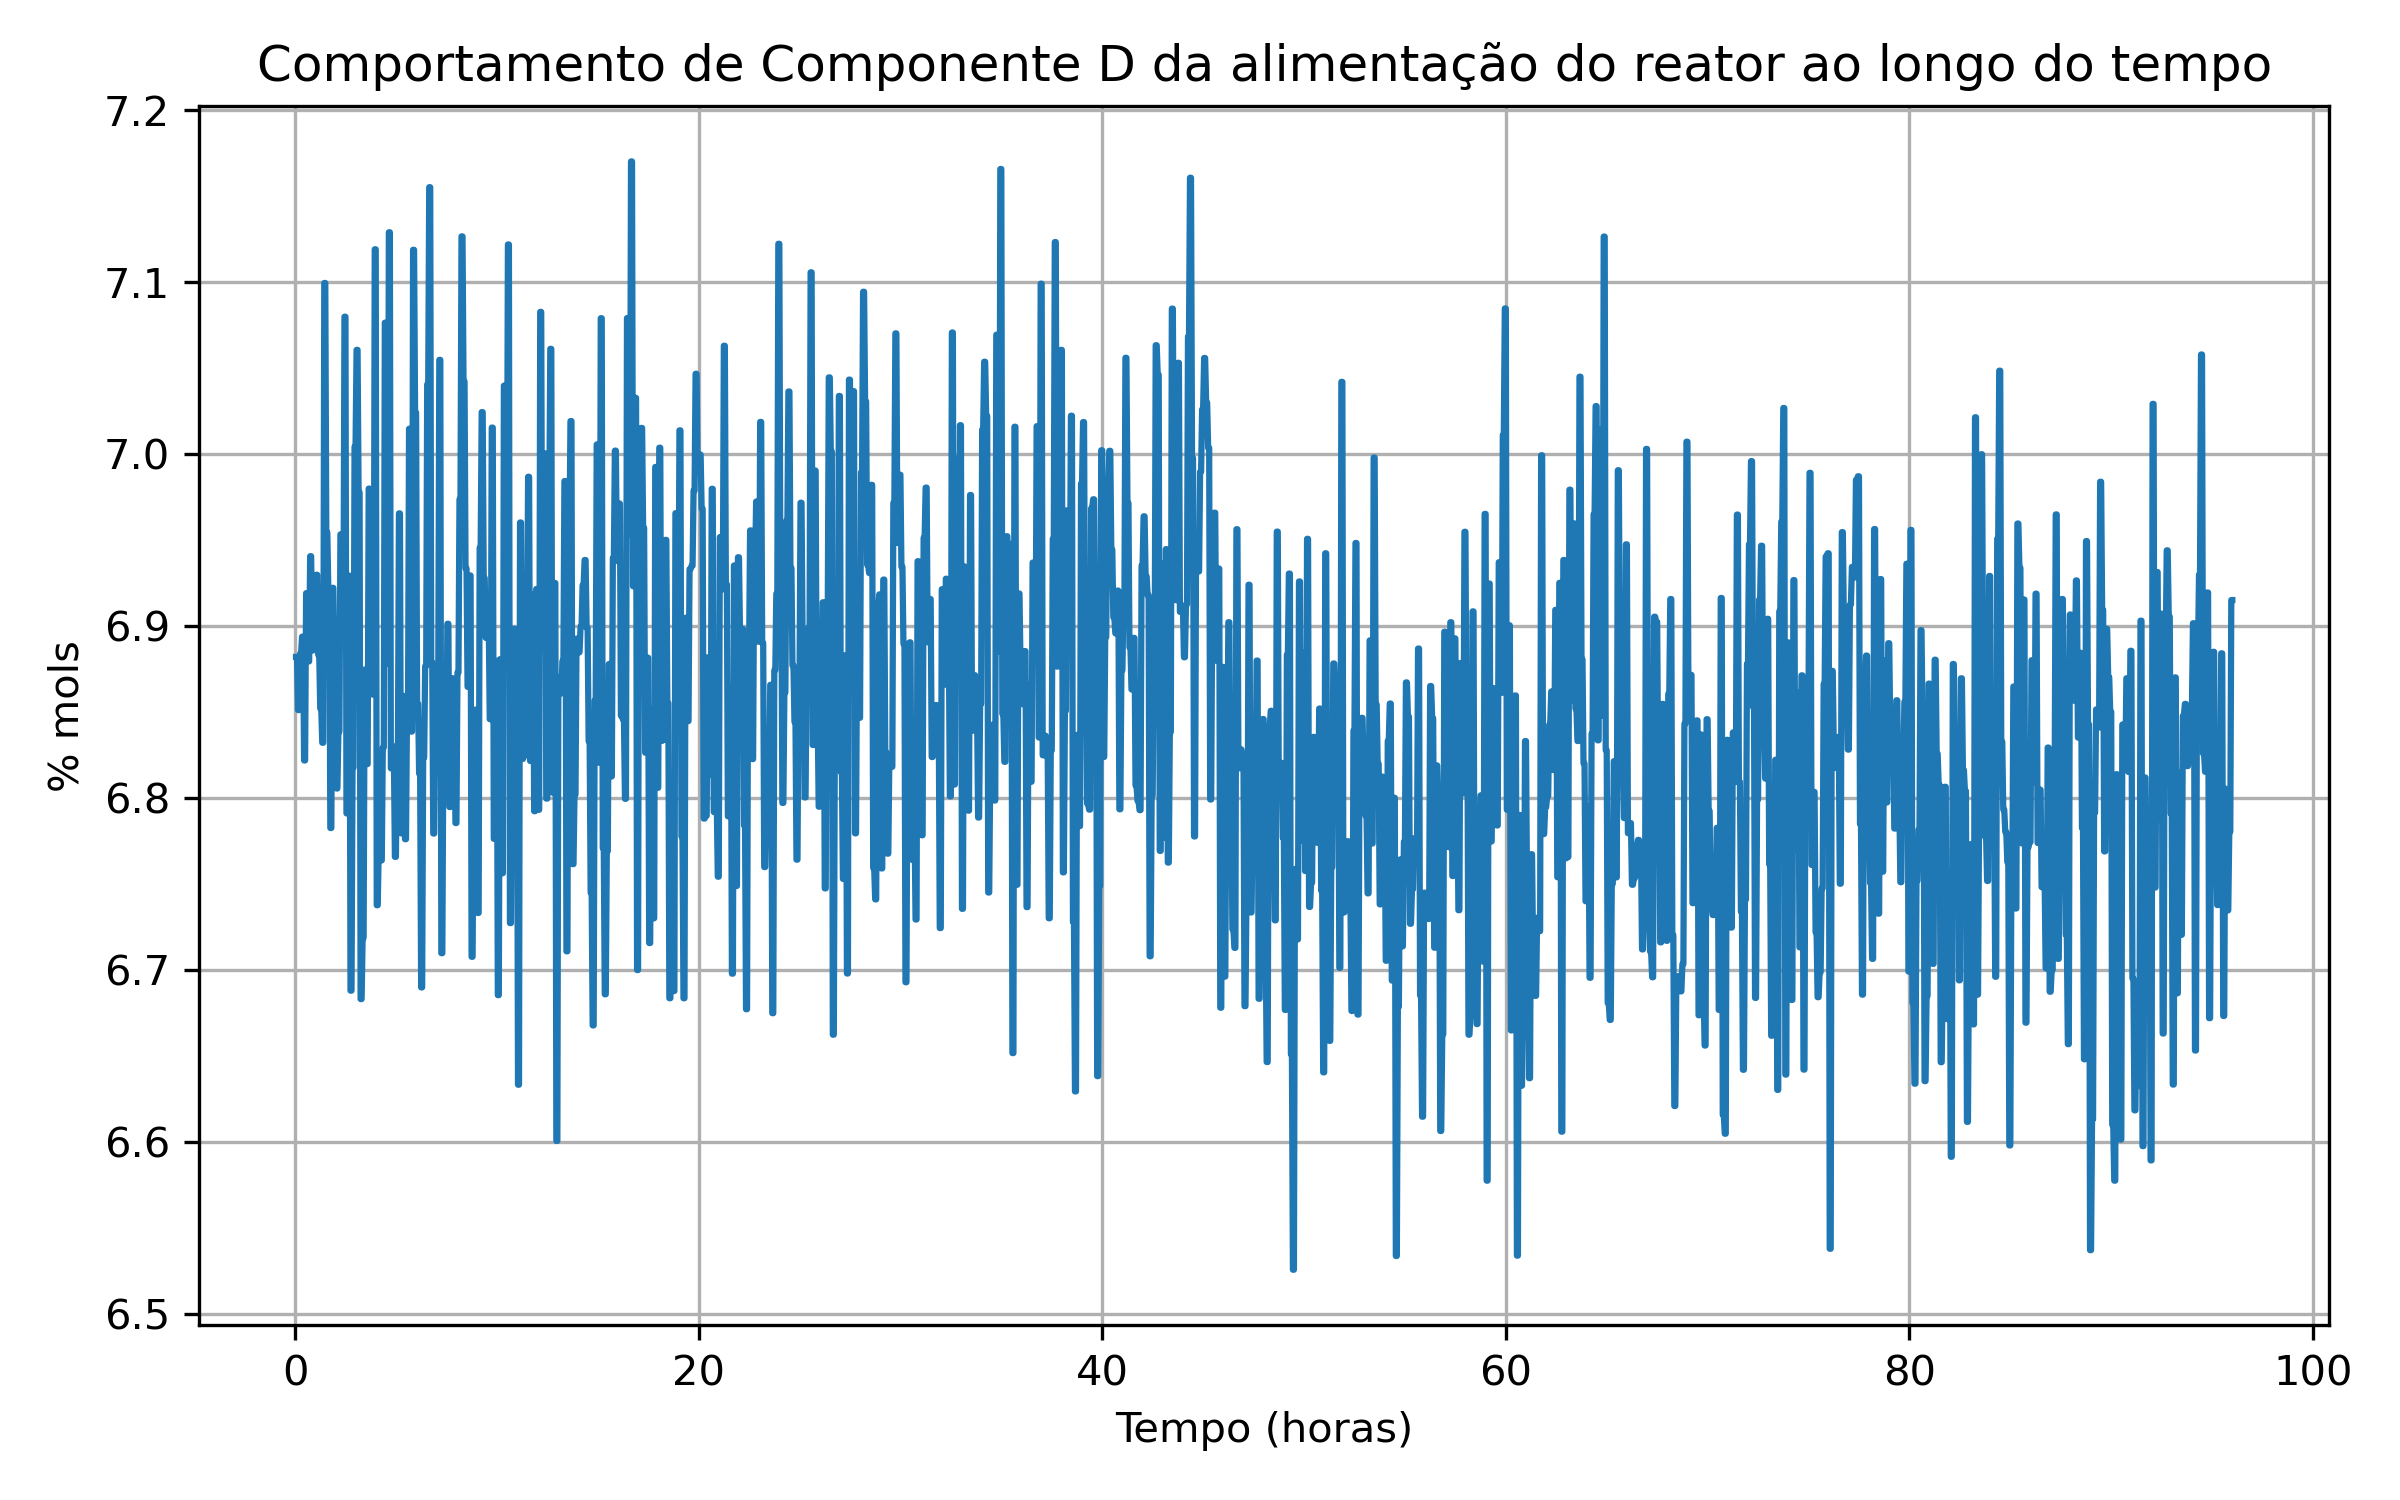 Comportamento de Componente D da alimentação do reator ao longo do tempo
7.2
7.1
7.0
6.9
6.8
6.7
6.6
6.5
% mols
0 20 40 60 80 100
Tempo (horas)